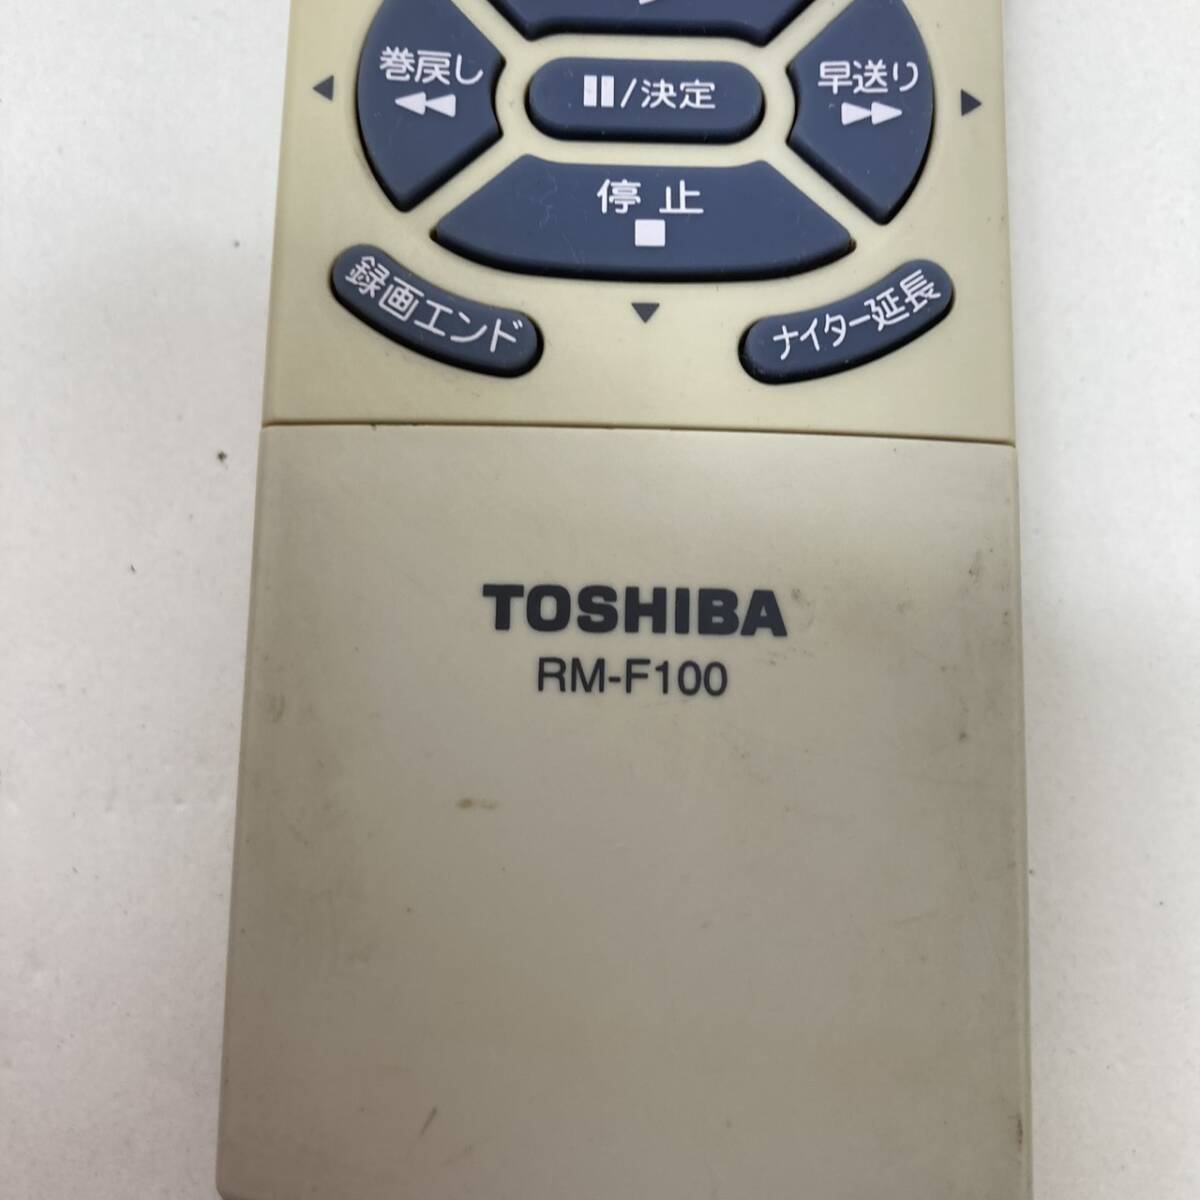 巻戻し
/決定
早送り
停止
録画エンド
ナイター延長
TOSHIBA
RM-F100